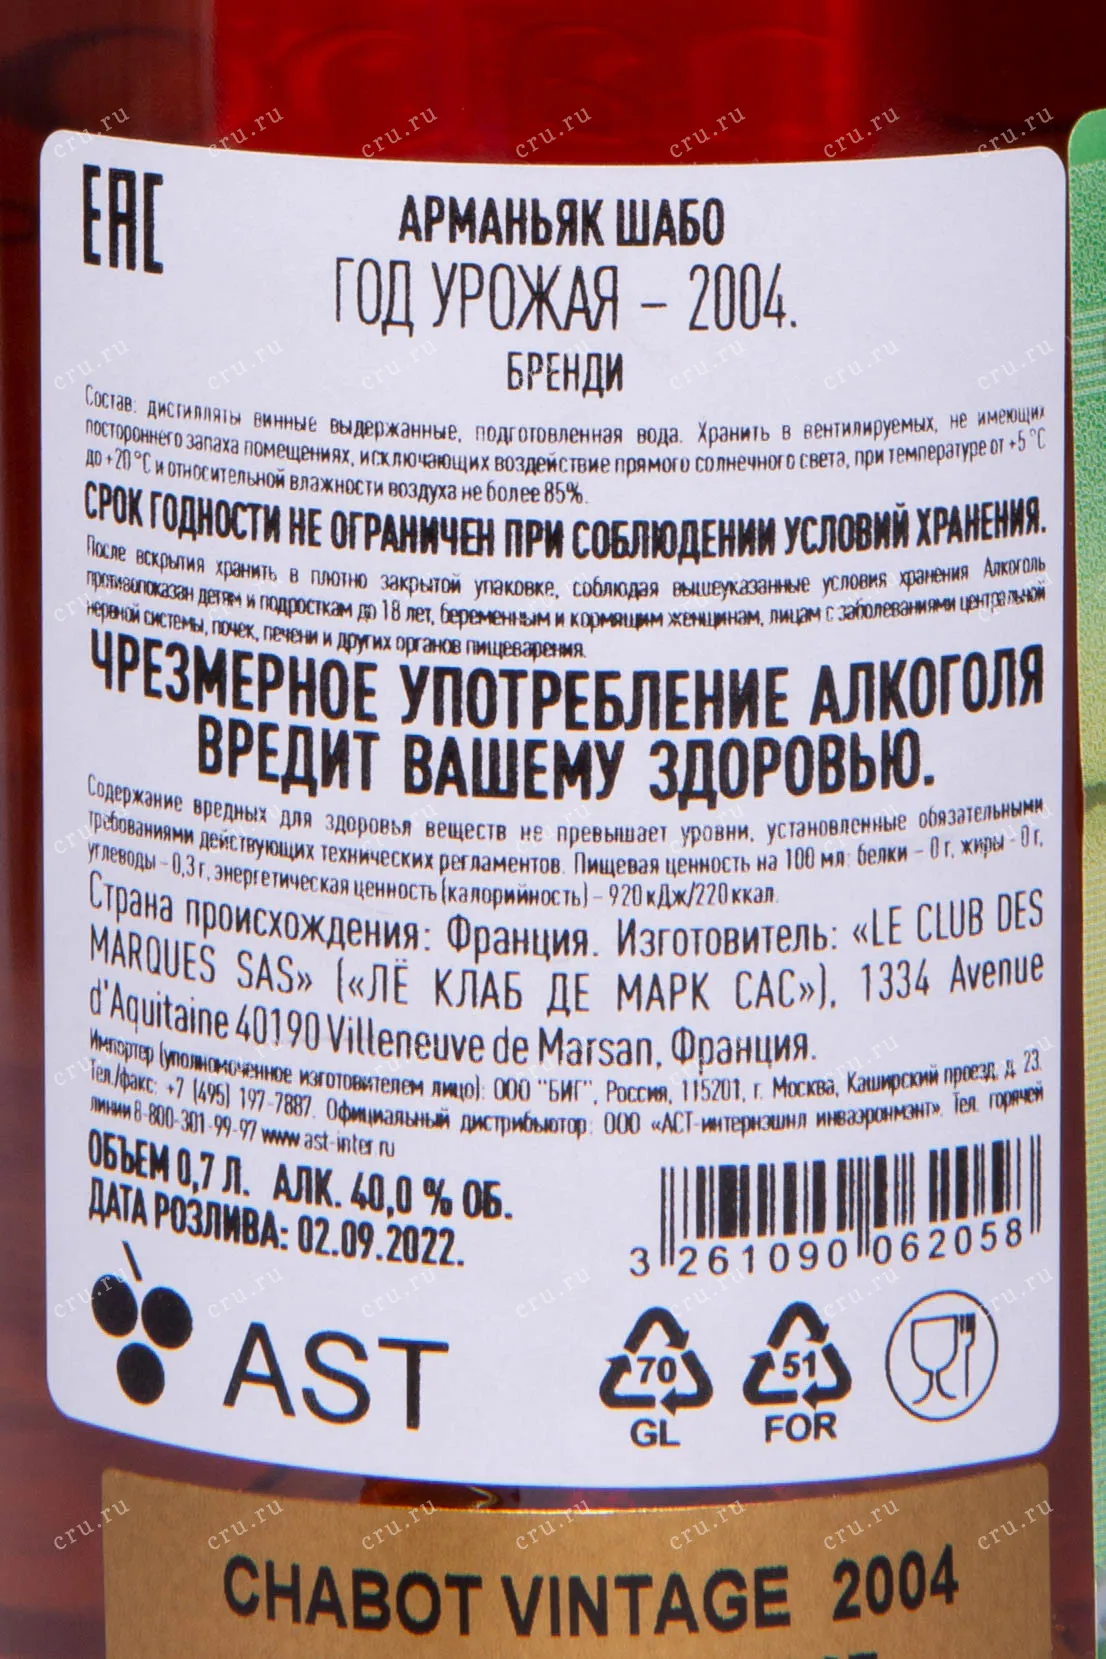 ЕАС
АРМАНЬЯК ШАБО
ГОД УРОЖАЯ – 2004.
БРЕНДИ
Состав: дистилляты винные выдержанные, подготовленная вода. Хранить в вентилируемых, не имеющих
постороннего запаха помещениях, исключающих воздействие прямого солнечного света, при температуре от +5 °С
до +20 °С и относительной влажности воздуха не более 85%.
СРОК ГОДНОСТИ НЕ ОГРАНИЧЕН ПРИ СОБЛЮДЕНИИ УСЛОВИЙ ХРАНЕНИЯ.
После вскрытия хранить в плотно закрытой упаковке, соблюдая вышеуказанные условия хранения Алкоголь
противопоказан детям и подросткам до 18 лет, беременным и кормящим женщинам, лицам с заболеваниями центральной
нервной системы, почек, печени и других органов пищеварения.
ЧРЕЗМЕРНОЕ УПОТРЕБЛЕНИЕ АЛКОГОЛЯ
ВРЕДИТ ВАШЕМУ ЗДОРОВЬЮ.
Содержание вредных для здоровья веществ не превышает уровни, установленные обязательными
требованиями действующих технических регламентов. Пищевая ценность на 100 мл: белки – 0 г, жиры – 0 г,
углеводы – 0,3 г, энергетическая ценность (калорийность) – 920 кДж/220 ккал.
Страна происхождения: Франция. Изготовитель: «LE CLUB DES
MARQUES SAS» («ЛЁ КЛАБ ДЕ МАРК САС»), 1334 Avenue
d'Aquitaine 40190 Villeneuve de Marsan, Франция.
Импортер (уполномоченное изготовителем лицо): ООО "БИГ", Россия, 115201, г. Москва, Каширский проезд, д. 23.
Тел./факс: +7 (495) 197-7887. Официальный дистрибьютор: ООО «АСТ-интернэшнл инваэронмэнт». Тел. горячей
линии 8-800-301-99-97 www.ast-inter.ru
ОБЪЕМ 0,7 Л. АЛК. 40,0 % ОБ.
ДАТА РОЗЛИВА: 02.09.2022.
3 261090 062058
AST
70
GL
51
FOR
CHABOT VINTAGE 2004
cru.ru